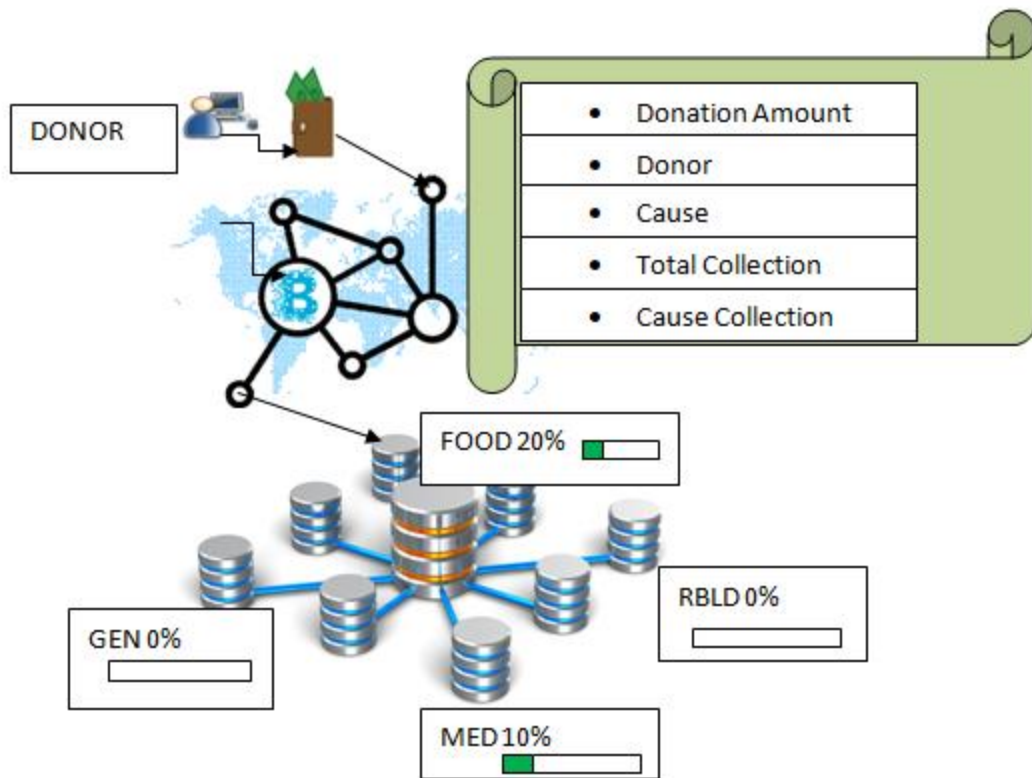 DONOR
• Donation Amount
• Donor
• Cause
• Total Collection
• Cause Collection
B
FOOD 20%
RBLD 0%
GEN 0%
MED 10%